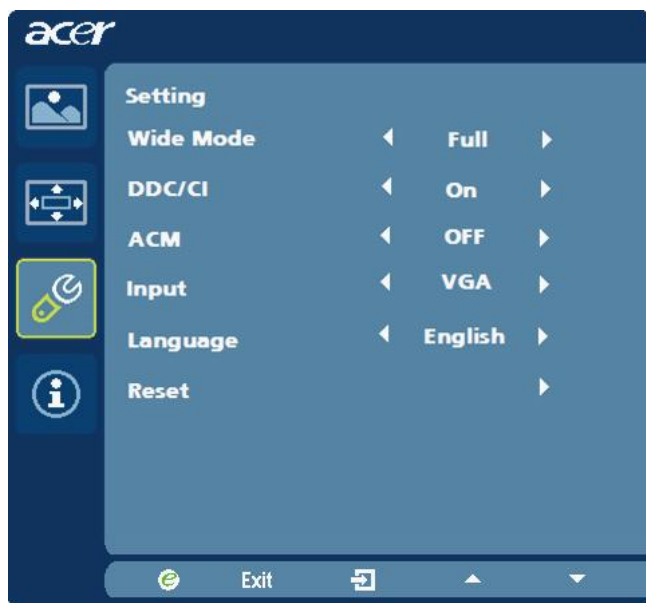 acer
Setting
Wide Mode Full
DDC/CI On
ACM OFF
Input VGA
Language English
Reset
e Exit